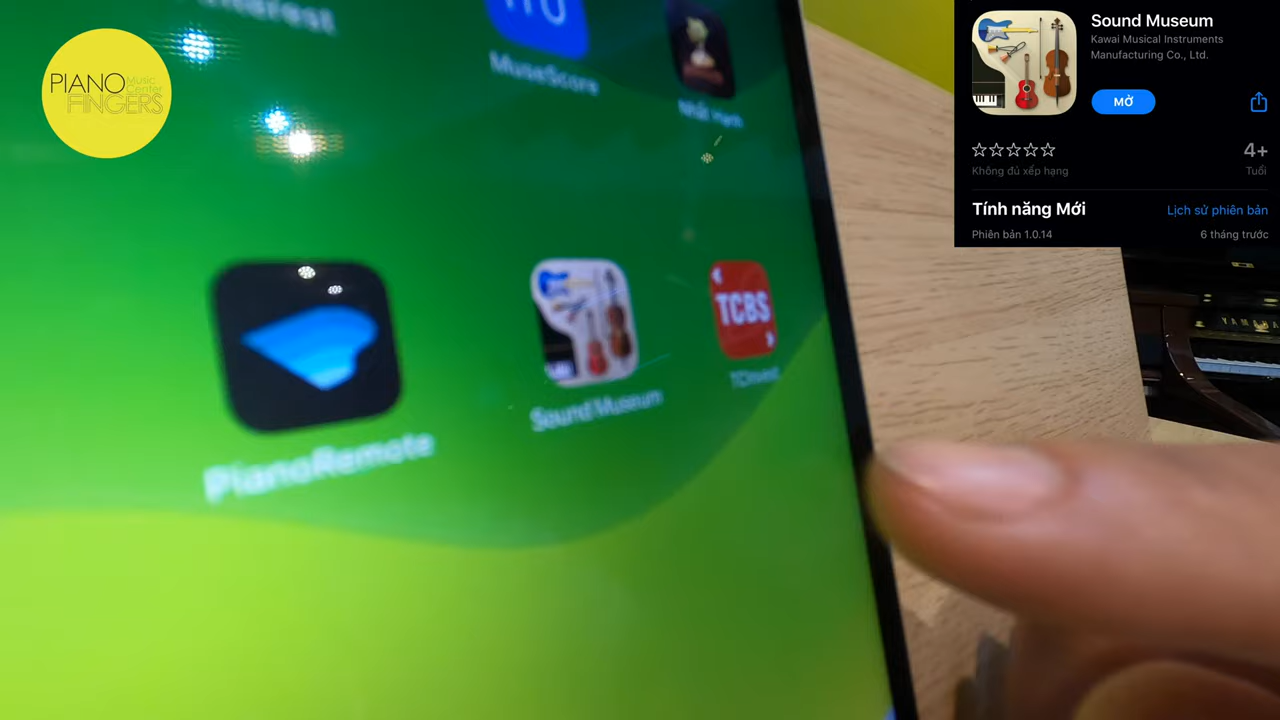 PIANO
Music
Center
FINGERS
MuseScore
PianoRemote
Sound Museum
TCBS
Sound Museum
Kawai Musical Instruments
Manufacturing Co., Ltd.
MỞ
4+
Không đủ xếp hạng
Tuổi
Tính năng Mới
Lịch sử phiên bản
Phiên bản 1.0.14
6 tháng trước